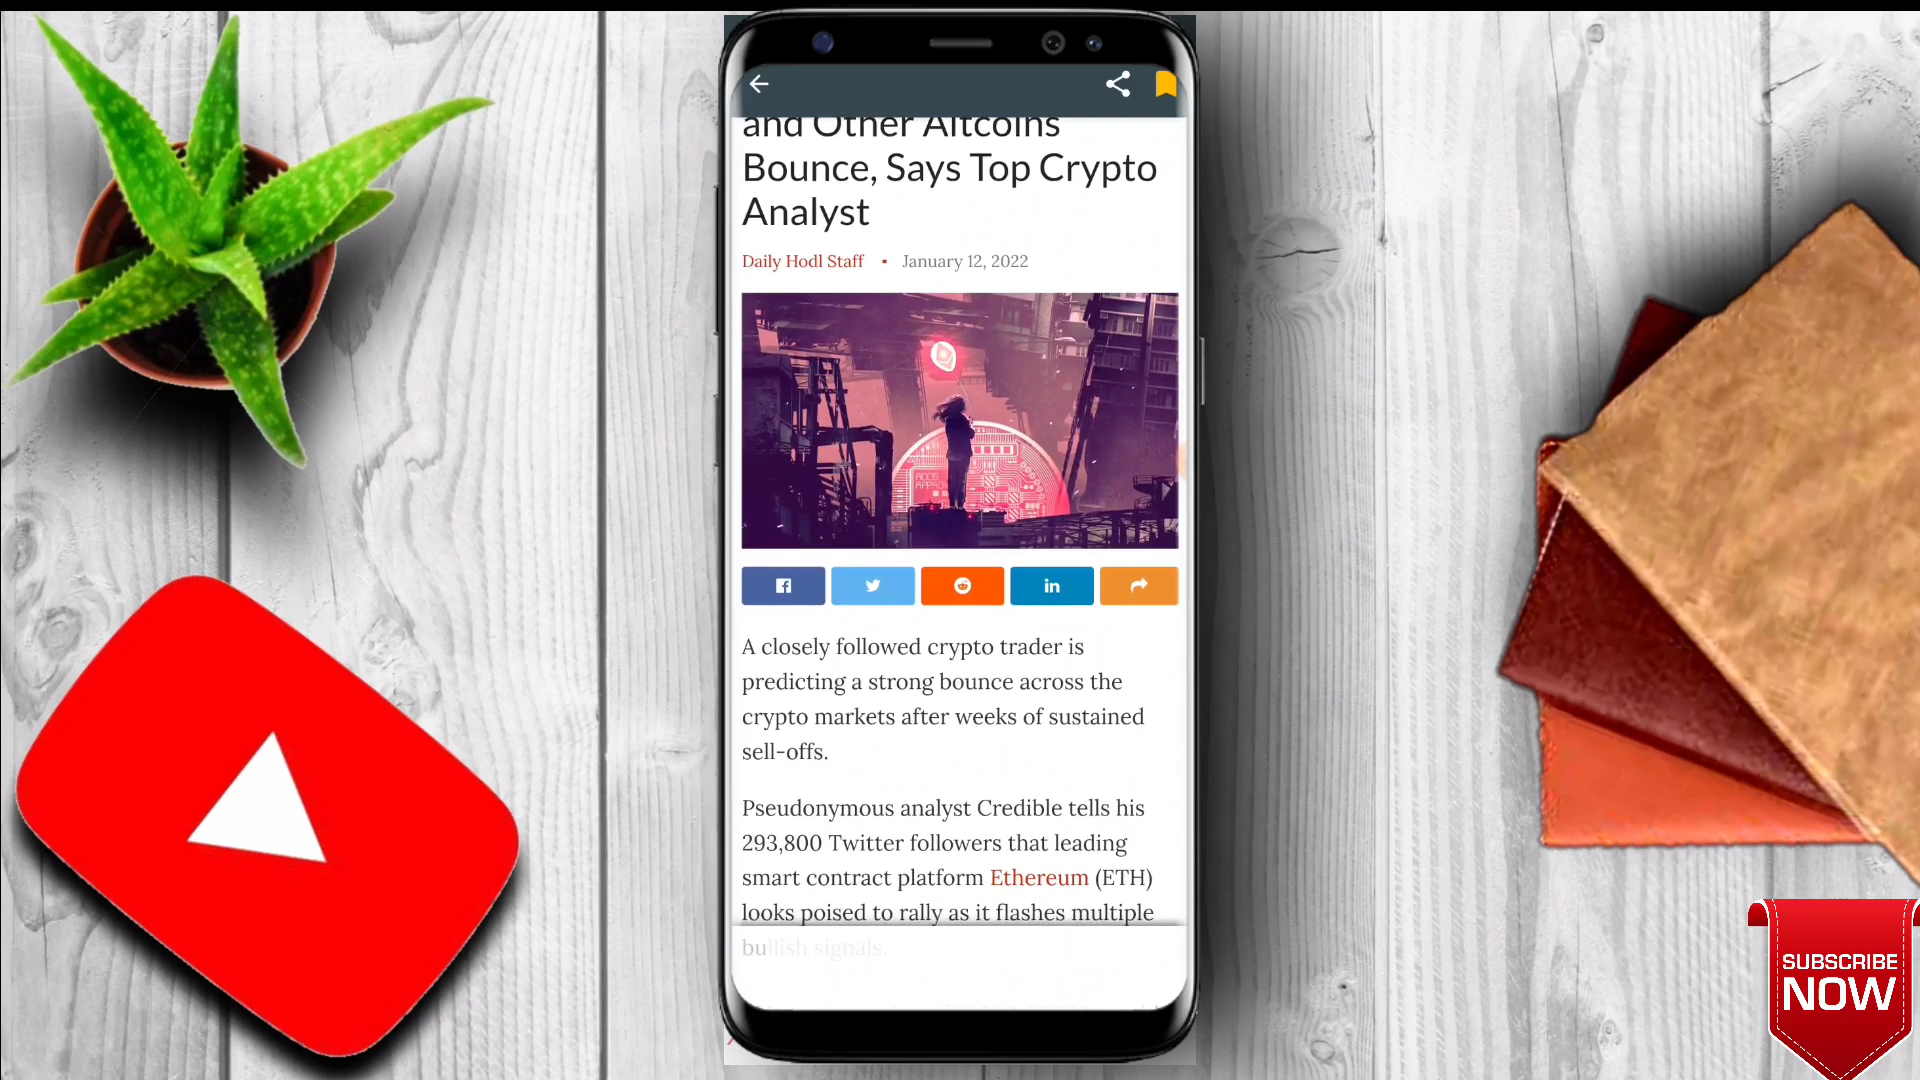 and Other Altcoins
Bounce, Says Top Crypto
Analyst
Daily Hodl Staff • January 12, 2022
A closely followed crypto trader is
predicting a strong bounce across the
crypto markets after weeks of sustained
sell-offs.
Pseudonymous analyst Credible tells his
293,800 Twitter followers that leading
smart contract platform Ethereum (ETH)
looks poised to rally as it flashes multiple
bullish signals.
SUBSCRIBE
NOW